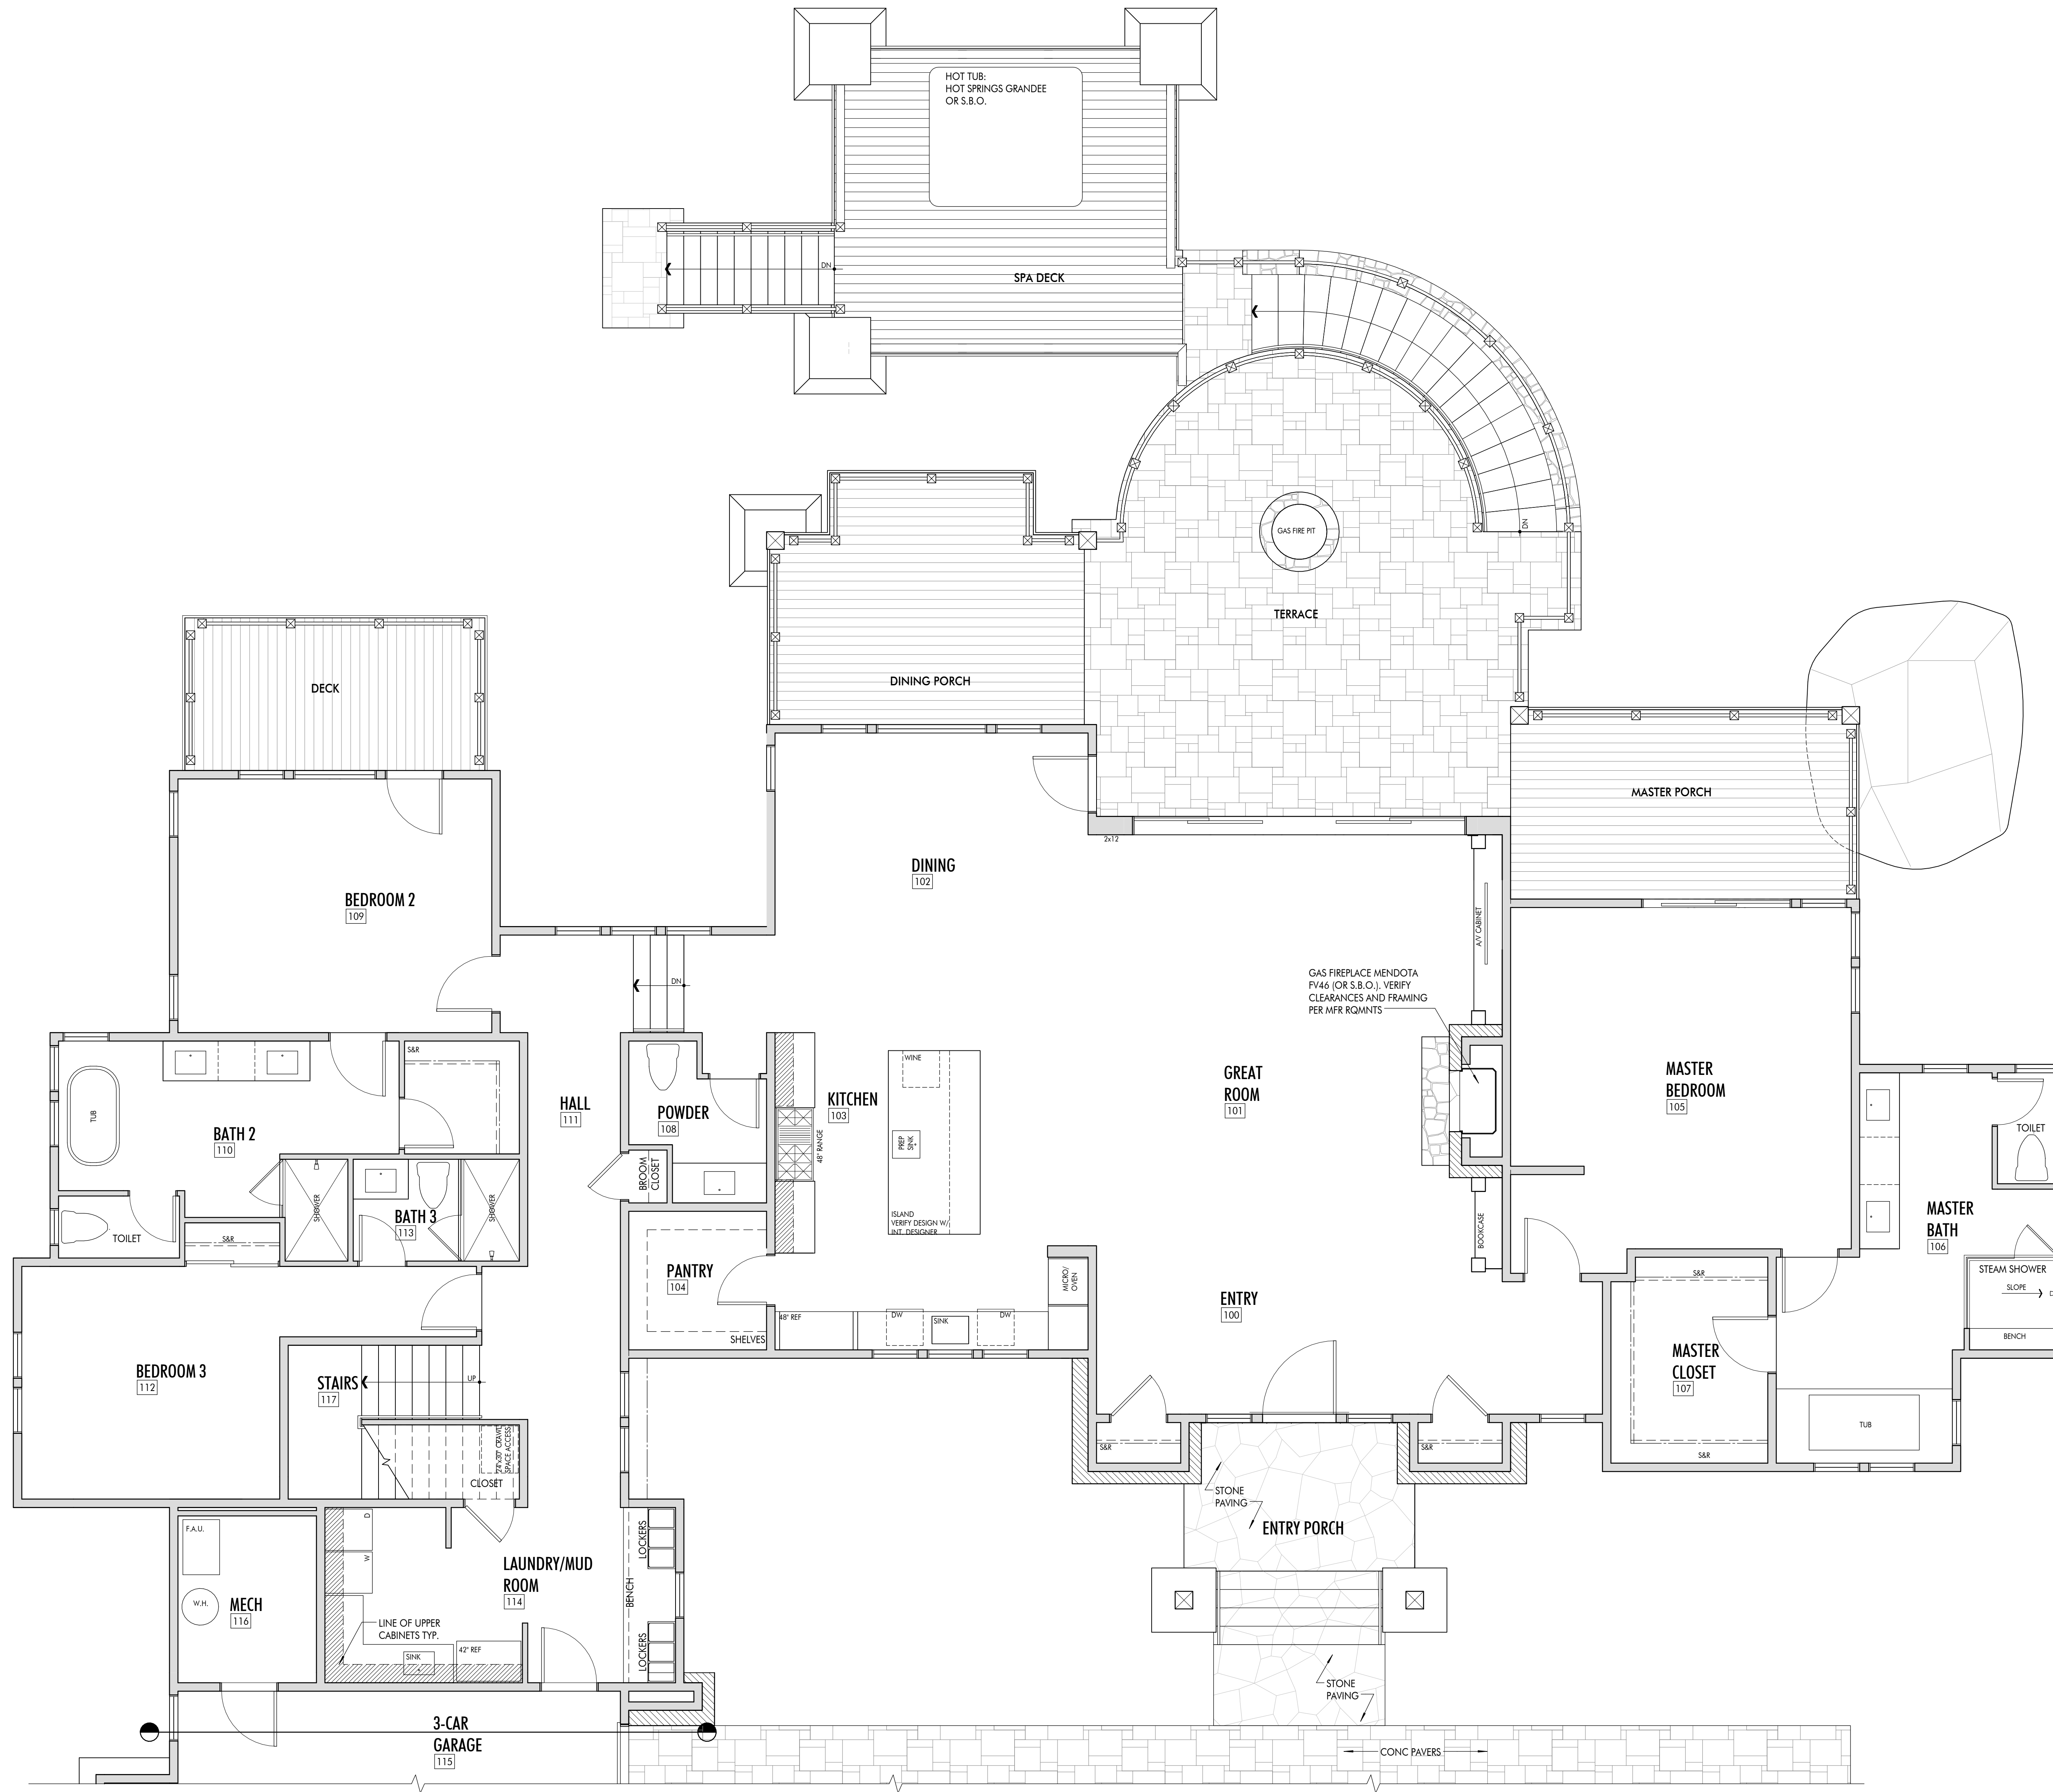 HOT TUB:
HOT SPRINGS GRANDEE
OR S.B.O.
DN
SPA DECK
DN
GAS FIRE PIT
TERRACE
DECK
DINING PORCH
MASTER PORCH
2x12
DINING
102
BEDROOM 2
109
A/V CABINET
GAS FIREPLACE MENDOTA
FV46 (OR S.B.O.). VERIFY
CLEARANCES AND FRAMING
PER MFR RQMNTS
DN
S&R
WINE
GREAT
ROOM
101
MASTER
BEDROOM
105
KITCHEN
103
HALL
111
POWDER
108
TUB
BATH 2
110
PREP
SINK
48" RANGE
TOILET
BROOM
CLOSET
SHOWER
BATH 3
113
SHOWER
ISLAND
VERIFY DESIGN W/
INT. DESIGNER
BOOKCASE
MASTER
BATH
106
TOILET
S&R
PANTRY
104
MICRO/
OVEN
STEAM SHOWER
SLOPE
D
BENCH
S&R
ENTRY
100
48" REF
DW
SINK
DW
SHELVES
BEDROOM 3
112
STAIRS
117
UP
MASTER
CLOSET
107
TUB
24"x30" CRAWL
SPACE ACCESS
CLOSET
S&R
S&R
S&R
STONE
PAVING
ENTRY PORCH
F.A.U.
D
W
LOCKERS
LAUNDRY/MUD
ROOM
114
BENCH
W.H.
MECH
116
LINE OF UPPER
CABINETS TYP.
42" REF
SINK
LOCKERS
STONE
PAVING
3-CAR
GARAGE
115
CONC PAVERS